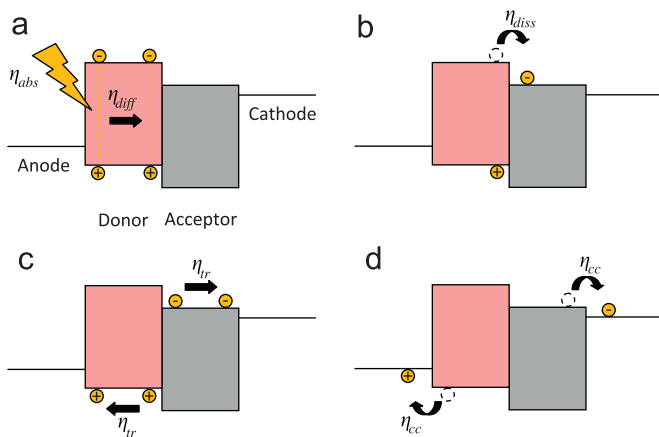 a
η_abs
- -
η_diff
+ +
Anode
Cathode
Donor Acceptor
b
η_diss
-
+
c
η_tr
- -
+ +
η_tr
d
η_cc
-
+
η_cc